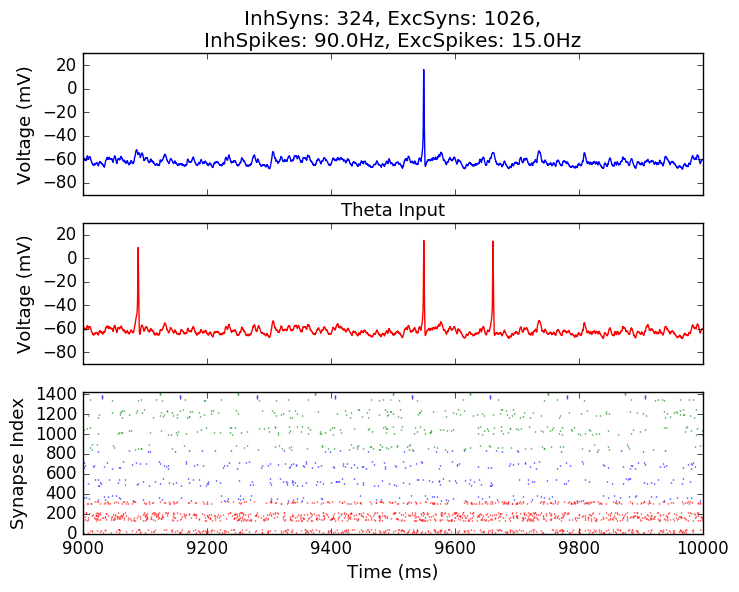 InhSyns: 324, ExcSyns: 1026,
InhSpikes: 90.0Hz, ExcSpikes: 15.0Hz
Voltage (mV)
20
0
−20
−40
−60
−80
Theta Input
Voltage (mV)
20
0
−20
−40
−60
−80
Synapse Index
1400
1200
1000
800
600
400
200
0
9000 9200 9400 9600 9800 10000
Time (ms)